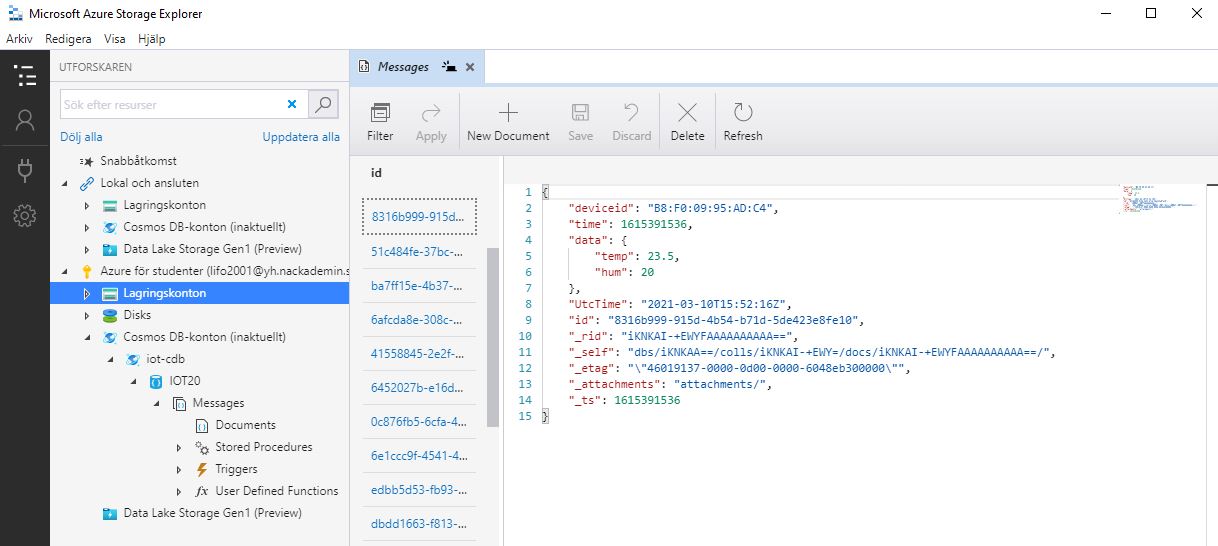 Microsoft Azure Storage Explorer
Arkiv Redigera Visa Hjälp
UTFORSKAREN
Sök efter resurser
Dölj alla Uppdatera alla
Snabbåtkomst
Lokal och ansluten
Lagringskonton
Cosmos DB-konton (inaktuellt)
Data Lake Storage Gen1 (Preview)
Azure för studenter (lifo2001@yh.nackademin.s
Lagringskonton
Disks
Cosmos DB-konton (inaktuellt)
iot-cdb
IOT20
Messages
Documents
Stored Procedures
Triggers
fx User Defined Functions
Data Lake Storage Gen1 (Preview)
Messages
Filter Apply New Document Save Discard Delete Refresh
id
8316b999-915d...
51c484fe-37bc-...
ba7ff15e-4b37-...
6afcda8e-308c-...
41558845-2e2f-...
6452027b-e16d...
0c876fb5-6cfa-4...
6e1ccc9f-4541-4...
edbb5d53-fb93-...
dbdd1663-f813-...
1 {
2 "deviceid": "B8:F0:09:95:AD:C4",
3 "time": 1615391536,
4 "data": {
5 "temp": 23.5,
6 "hum": 20
7 },
8 "UtcTime": "2021-03-10T15:52:16Z",
9 "id": "8316b999-915d-4b54-b71d-5de423e8fe10",
10 "_rid": "iKNKAI-+EWYFAAAAAAAAAA==",
11 "_self": "dbs/iKNKAA==/colls/iKNKAI-+EWY=/docs/iKNKAI-+EWYFAAAAAAAAAA==/",
12 "_etag": "\"46019137-0000-0d00-0000-6048eb300000\"",
13 "_attachments": "attachments/",
14 "_ts": 1615391536
15 }